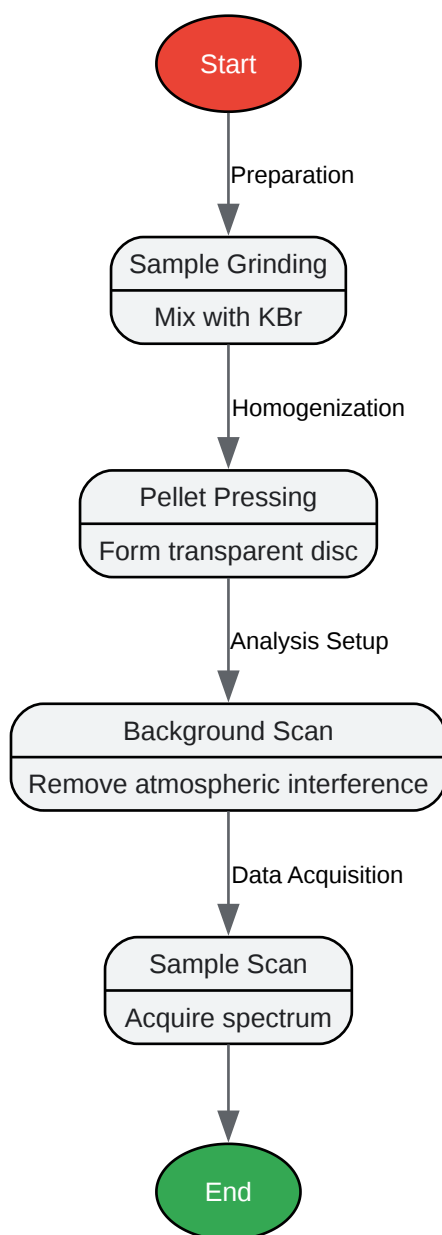 Start
Preparation
Sample Grinding
Mix with KBr
Homogenization
Pellet Pressing
Form transparent disc
Analysis Setup
Background Scan
Remove atmospheric interference
Data Acquisition
Sample Scan
Acquire spectrum
End